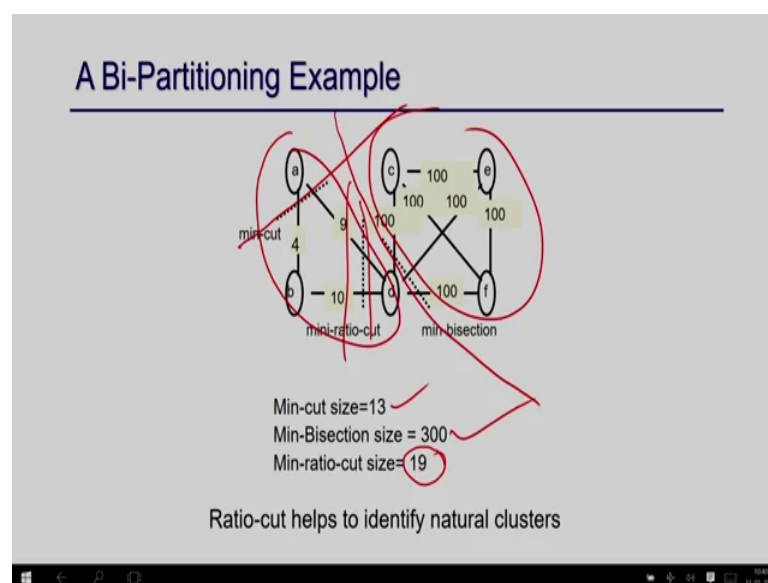 A Bi-Partitioning Example
a
c
100
e
100
100
100
100
9
min-cut
4
b
10
d
100
f
mini-ratio-cut
min-bisection
Min-cut size=13
Min-Bisection size = 300
Min-ratio-cut size= 19
Ratio-cut helps to identify natural clusters